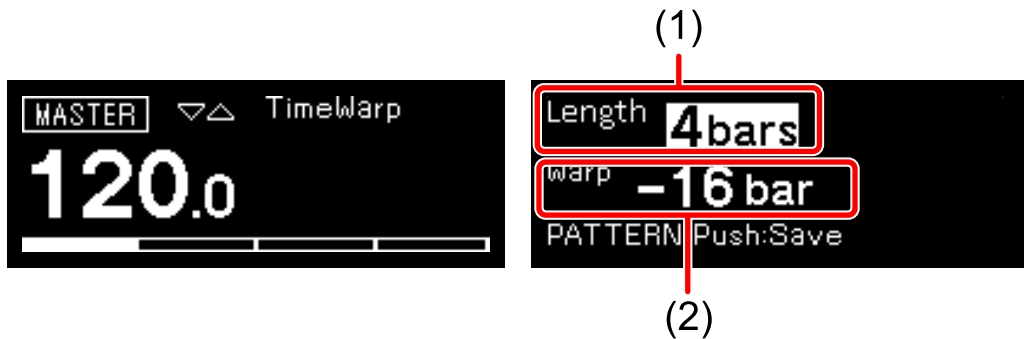 (1)
MASTER ▽△ TimeWarp
120.0
Length 4bars
Warp -16 bar
PATTERN Push:Save
(2)